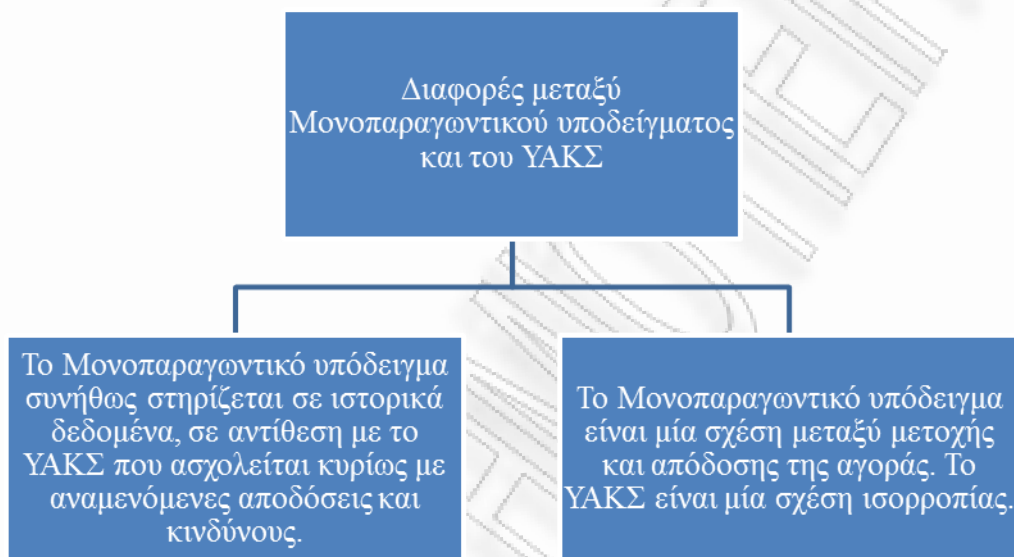 Διαφορές μεταξύ
Μονοπαραγωντικού υποδείγματος
και του ΥΑΚΣ
Το Μονοπαραγωντικό υπόδειγμα
συνήθως στηρίζεται σε ιστορικά
δεδομένα, σε αντίθεση με το
ΥΑΚΣ που ασχολείται κυρίως με
αναμενόμενες αποδόσεις και
κινδύνους.
Το Μονοπαραγωντικό υπόδειγμα
είναι μία σχέση μεταξύ μετοχής
και απόδοσης της αγοράς. Το
ΥΑΚΣ είναι μία σχέση ισορροπίας.